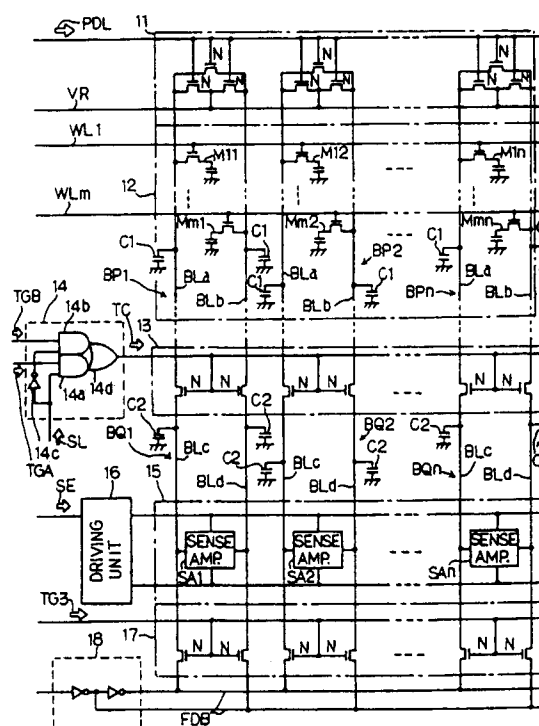 PDL 11
N N N
N N N N N N
VR
WL1
M11 M12 M1n
12
WLm
Mm1 Mm2 Mmn
C1 C1 C1 C1 C1
BLa BLa BP2 BLa
BP1 BLb BLb BPn BLb
TGB 14 14b TC 13
14d
14a
N N N N N N
TGA 14c RSL
C2 C2 C2 C2 C2
BQ1 BLc BLc BQ2 BQn BLc
BLd BLd BLd
SE 16 15
DRIVING UNIT
SENSE AMP. SENSE AMP. SENSE AMP.
SA1 SA2 SAn
TG3
17
N N N N N N
18
FDB